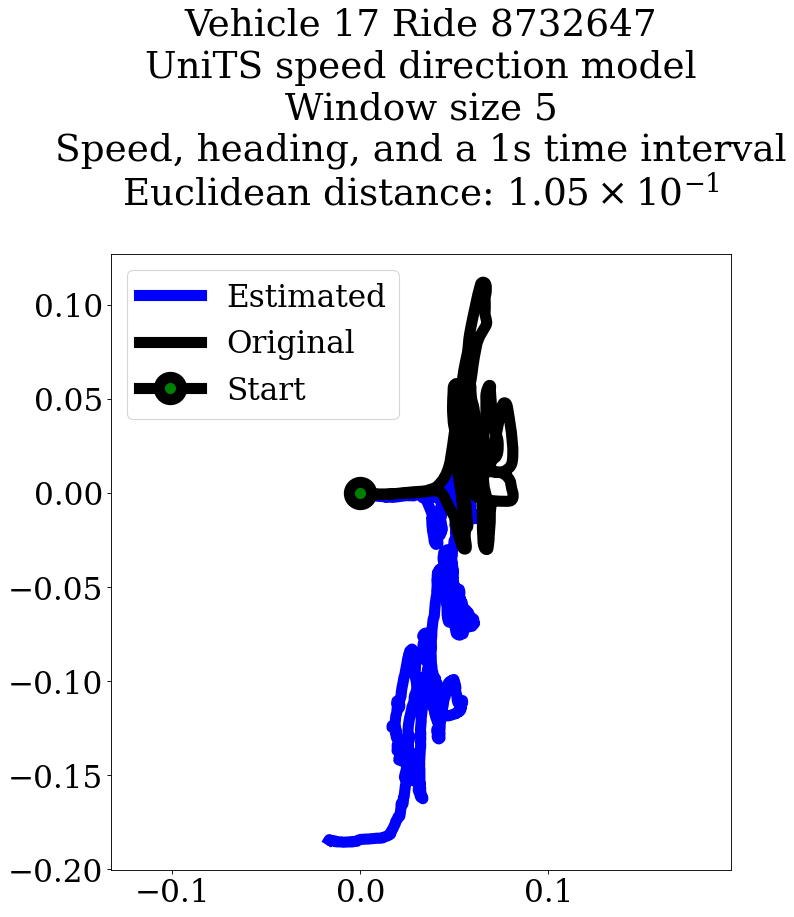 Vehicle 17 Ride 8732647
UniTS speed direction model
Window size 5
Speed, heading, and a 1s time interval
Euclidean distance: 1.05 × 10⁻¹
Estimated
Original
Start
0.10
0.05
0.00
−0.05
−0.10
−0.15
−0.20
−0.1
0.0
0.1